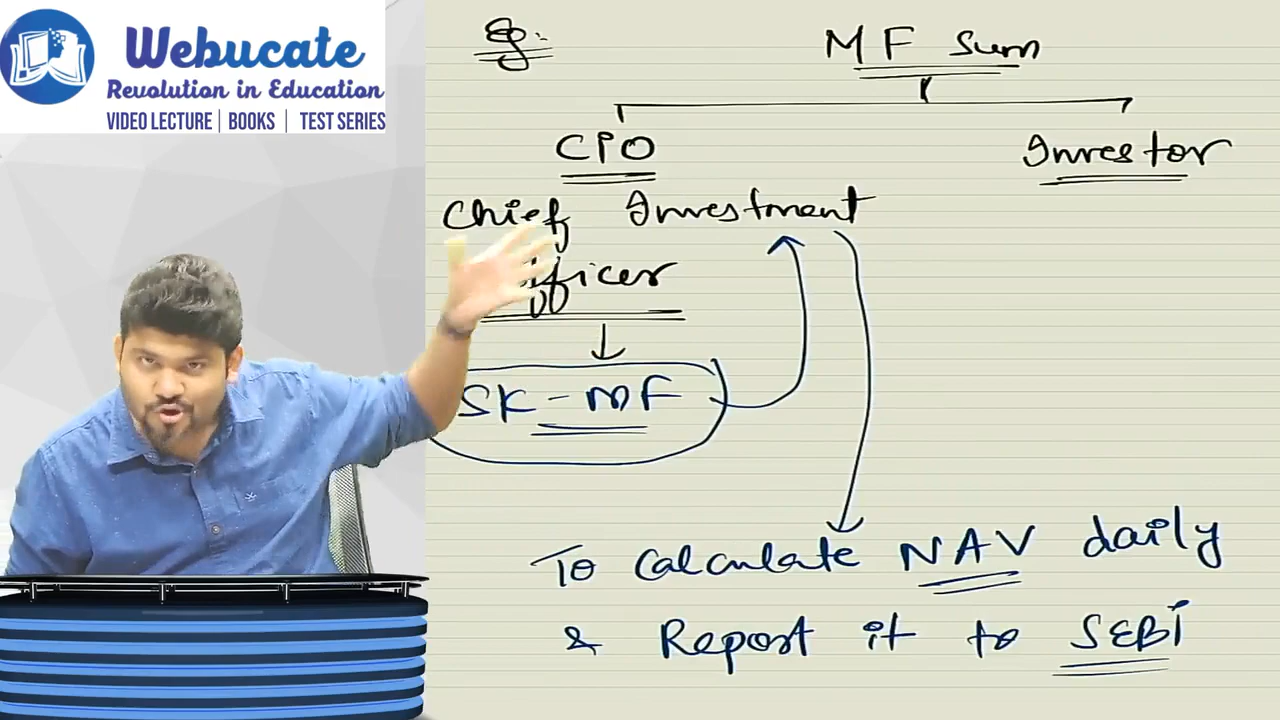 Webucate
Revolution in Education
VIDEO LECTURE | BOOKS | TEST SERIES
Eg:-
MF Sum
CIO
Investor
Chief Investment
Officer
SK-MF
To Calculate NAV daily
& Report it to SEBI